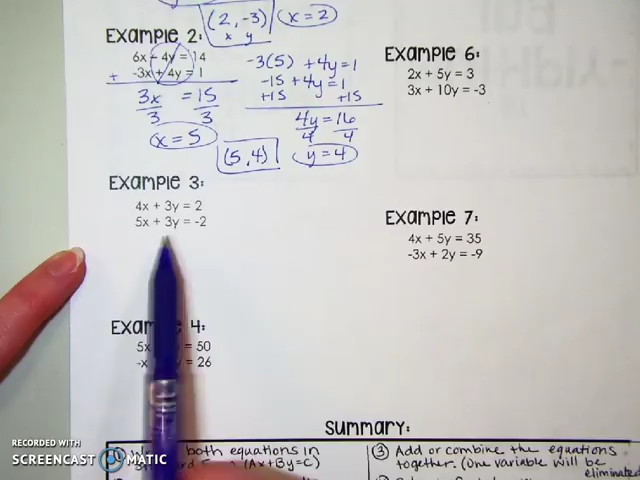 (2, -3) x = 2
x y
Example 2:
6x - 4y = 14
+ -3x + 4y = 1
3x = 15
3 3
x = 5
-3(5) + 4y = 1
-15 + 4y = 1
+15 +15
4y = 16
4 4
y = 4
(5, 4)
Example 3:
4x + 3y = 2
5x + 3y = -2
Example 4:
5x = 50
-x = 26
Example 6:
2x + 5y = 3
3x + 10y = -3
Example 7:
4x + 5y = 35
-3x + 2y = -9
Summary:
① both equations in
(Ax+By=C)
③ Add or combine the equations
together. (One variable will be
eliminated
RECORDED WITH
SCREENCAST MATIC